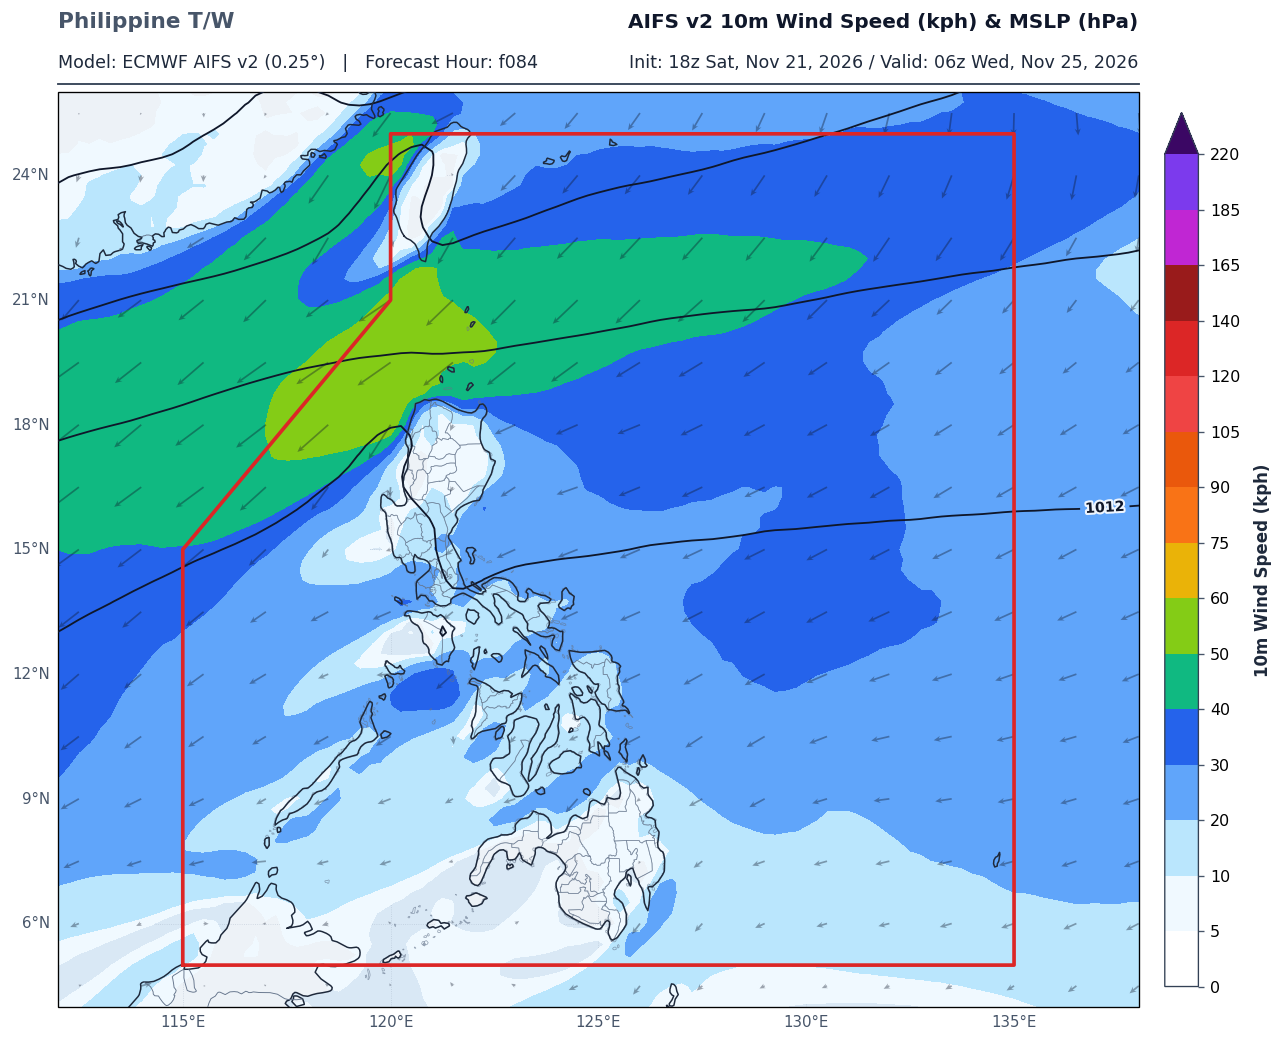 Philippine T/W
AIFS v2 10m Wind Speed (kph) & MSLP (hPa)
Model: ECMWF AIFS v2 (0.25°) | Forecast Hour: f084
Init: 18z Sat, Nov 21, 2026 / Valid: 06z Wed, Nov 25, 2026
24°N
21°N
18°N
15°N
12°N
9°N
6°N
115°E
120°E
125°E
130°E
135°E
1012
220
185
165
140
120
105
90
75
60
50
40
30
20
10
5
0
10m Wind Speed (kph)